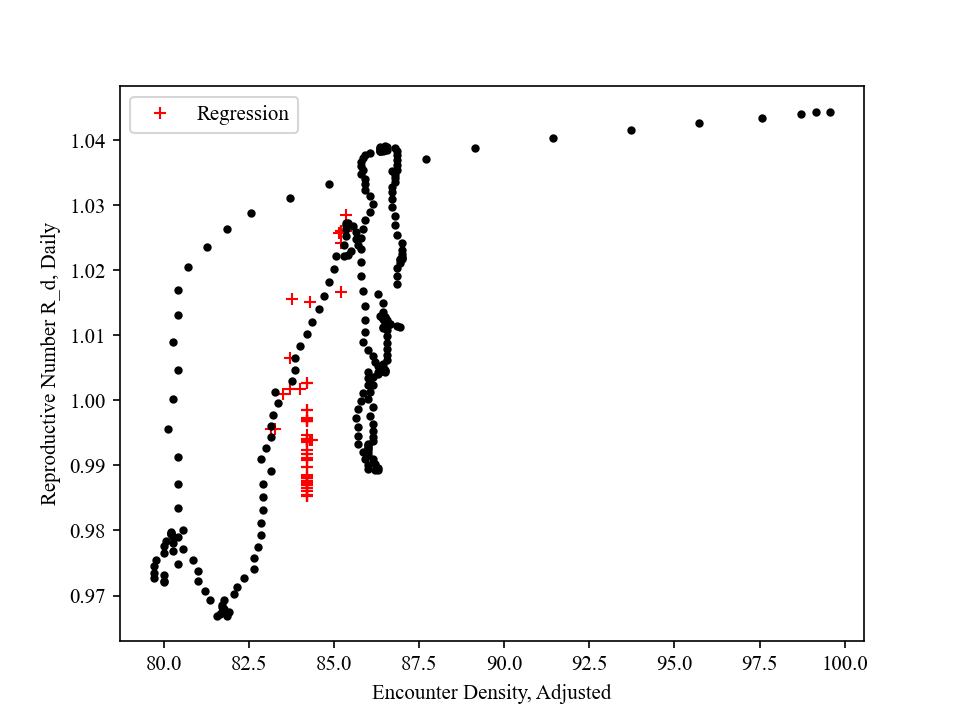 Regression
1.04
1.03
1.02
1.01
1.00
0.99
0.98
0.97
Reproductive Number R_d, Daily
80.0 82.5 85.0 87.5 90.0 92.5 95.0 97.5 100.0
Encounter Density, Adjusted